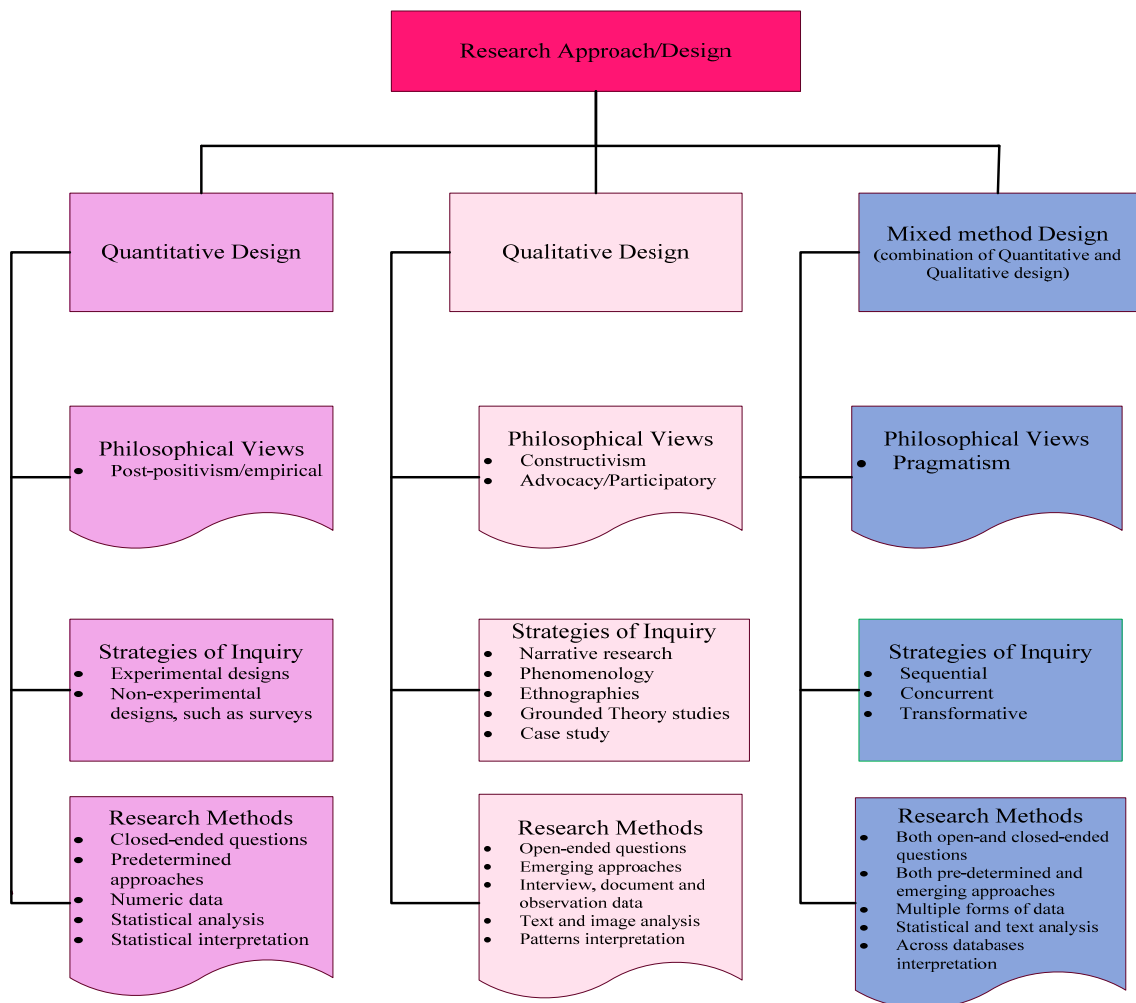 Research Approach/Design
Quantitative Design
Qualitative Design
Mixed method Design
(combination of Quantitative and
Qualitative design)
Philosophical Views
• Post-positivism/empirical
Philosophical Views
• Constructivism
• Advocacy/Participatory
Philosophical Views
• Pragmatism
Strategies of Inquiry
• Experimental designs
• Non-experimental
designs, such as surveys
Strategies of Inquiry
• Narrative research
• Phenomenology
• Ethnographies
• Grounded Theory studies
• Case study
Strategies of Inquiry
• Sequential
• Concurrent
• Transformative
Research Methods
• Closed-ended questions
• Predetermined
approaches
• Numeric data
• Statistical analysis
• Statistical interpretation
Research Methods
• Open-ended questions
• Emerging approaches
• Interview, document and
observation data
• Text and image analysis
• Patterns interpretation
Research Methods
• Both open-and closed-ended
questions
• Both pre-determined and
emerging approaches
• Multiple forms of data
• Statistical and text analysis
• Across databases
interpretation